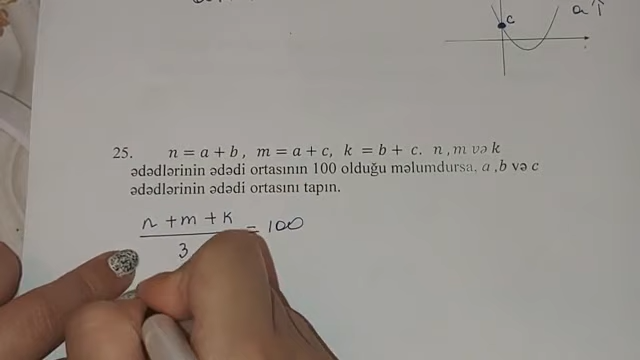 c
a
25. n = a + b , m = a + c, k = b + c. n ,m və k
ədədlərinin ədədi ortasının 100 olduğu məlumdursa, a ,b və c
ədədlərinin ədədi ortasını tapın.
n + m + k
= 100
3